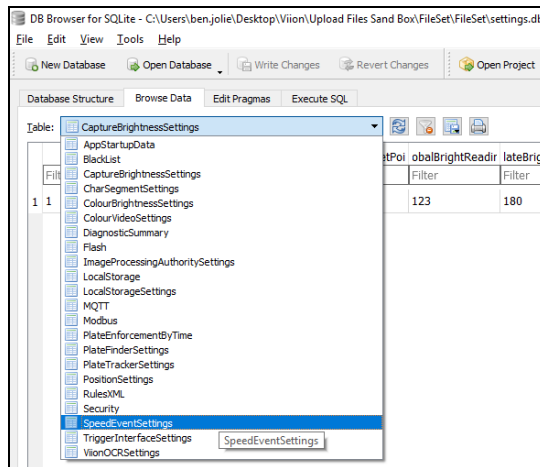 DB Browser for SQLite - C:\Users\ben.jolie\Desktop\Viion\Upload Files Sand Box\FileSet\FileSet\settings.db
File Edit View Tools Help
New Database Open Database Write Changes Revert Changes Open Project
Database Structure Browse Data Edit Pragmas Execute SQL
Table: CaptureBrightnessSettings
AppStartupData
etPoi obalBrightReadir lateBrig
BlackList
Filt Filter Filter
CaptureBrightnessSettings
CharSegmentSettings
1 1 123 180
ColourBrightnessSettings
ColourVideoSettings
DiagnosticSummary
Flash
ImageProcessingAuthoritySettings
LocalStorage
LocalStorageSettings
MQTT
Modbus
PlateEnforcementByTime
PlateFinderSettings
PlateTrackerSettings
PositionSettings
RulesXML
Security
SpeedEventSettings
TriggerInterfaceSettings
SpeedEventSettings
ViionOCRSettings